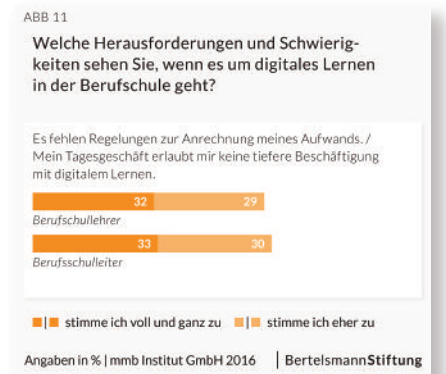 ABB 11
Welche Herausforderungen und Schwierig-
keiten sehen Sie, wenn es um digitales Lernen
in der Berufschule geht?
Es fehlen Regelungen zur Anrechnung meines Aufwands. /
Mein Tagesgeschäft erlaubt mir keine tiefere Beschäftigung
mit digitalem Lernen.
32 29
Berufschullehrer
33 30
Berufsschulleiter
stimme ich voll und ganz zu stimme ich eher zu
Angaben in % | mmb Institut GmbH 2016 | BertelsmannStiftung